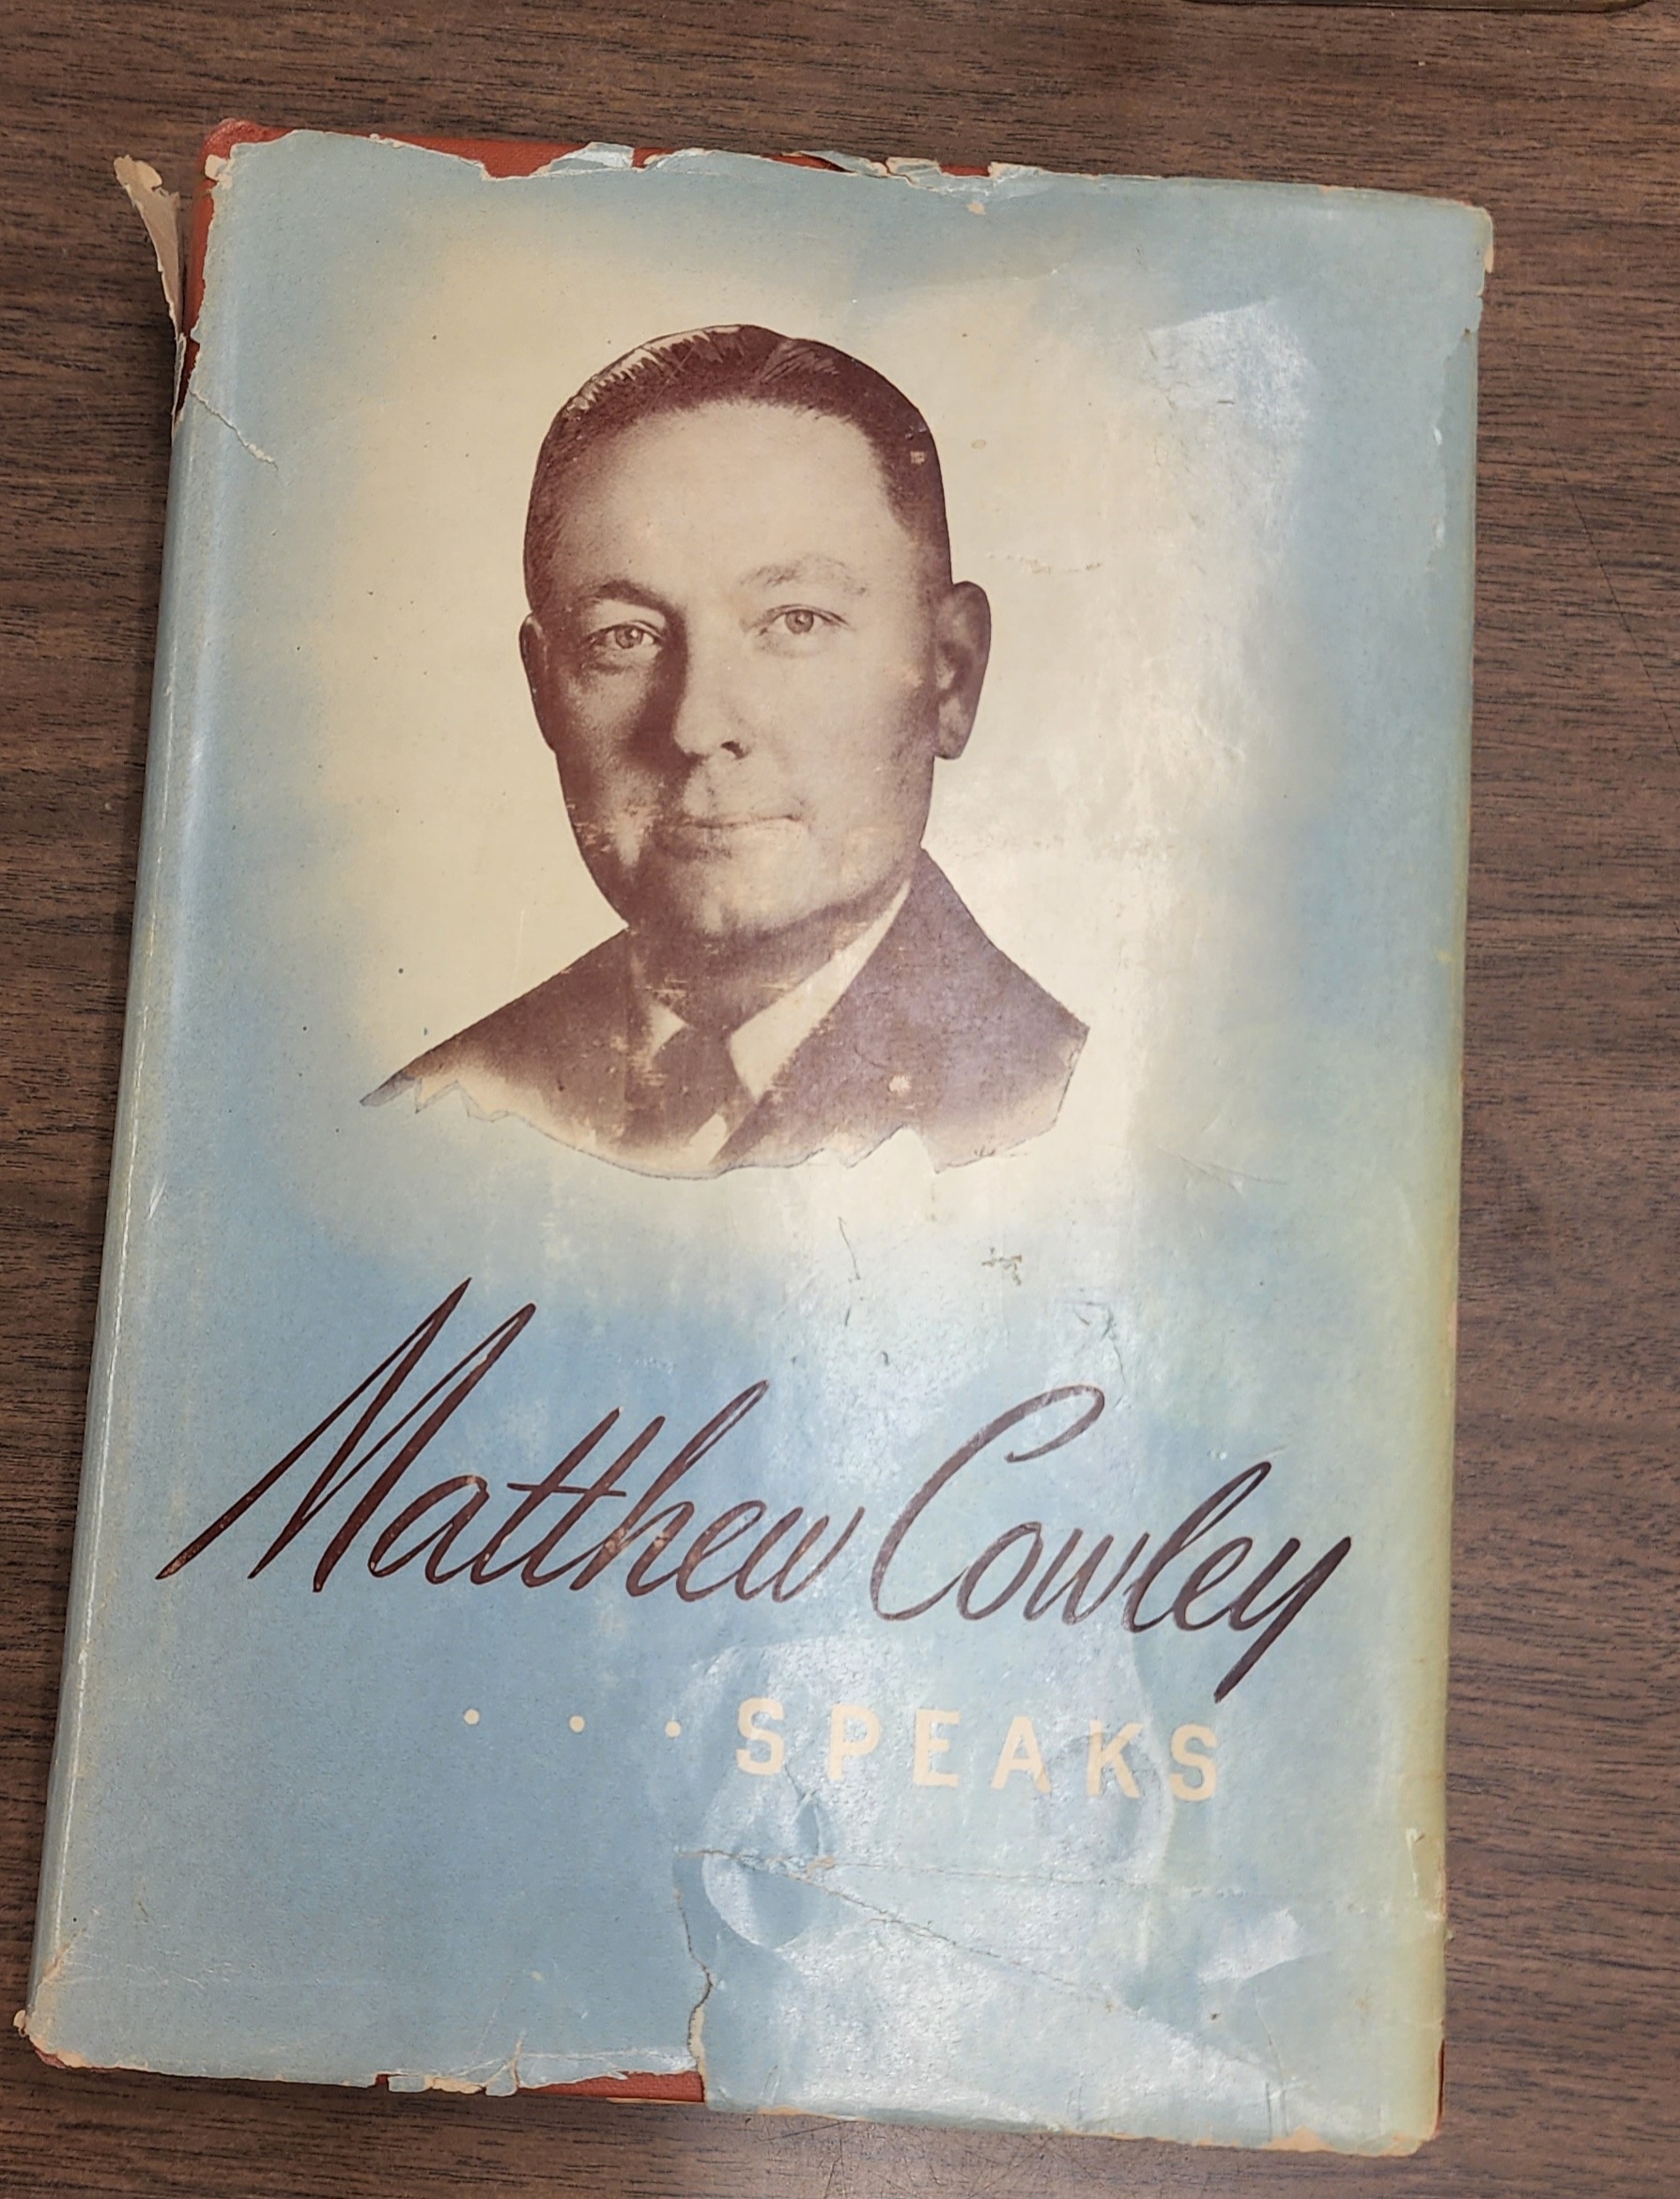 Matthew Cowley
. . . SPEAKS